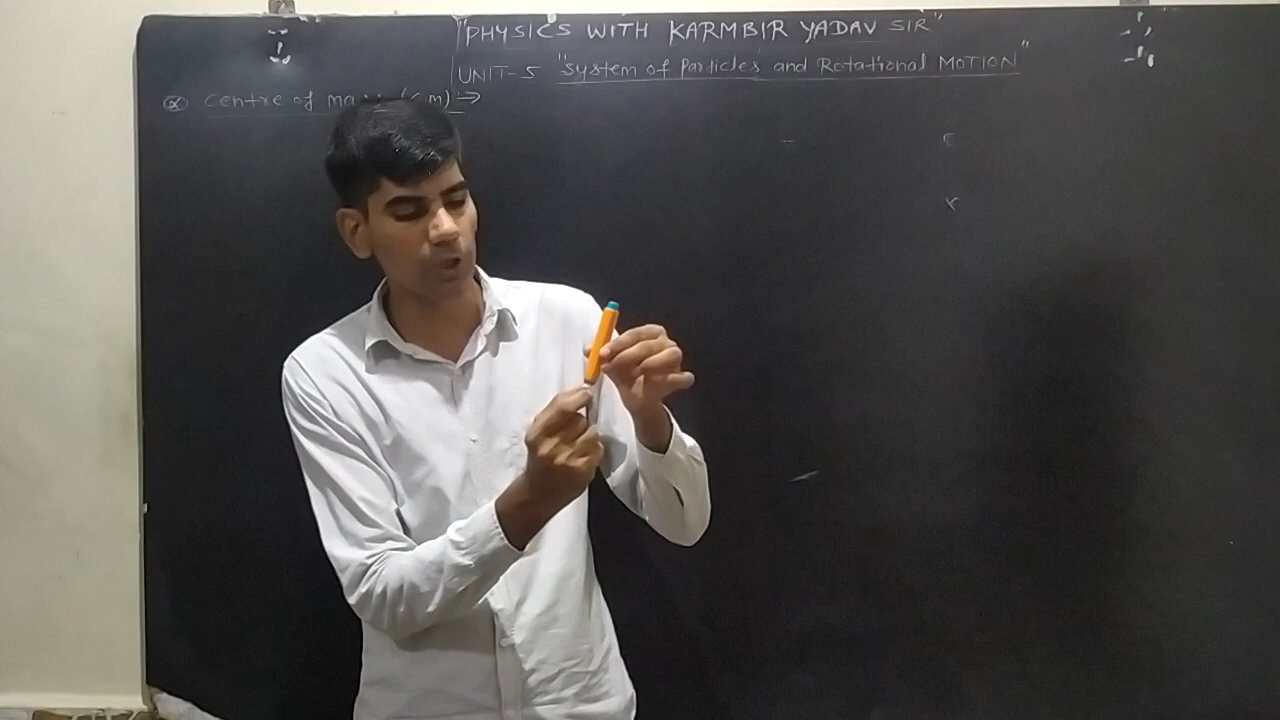 "PHYSICS WITH KARMBIR YADAV SIR"
UNIT-5 "System of Particles and Rotational MOTION"
Centre of